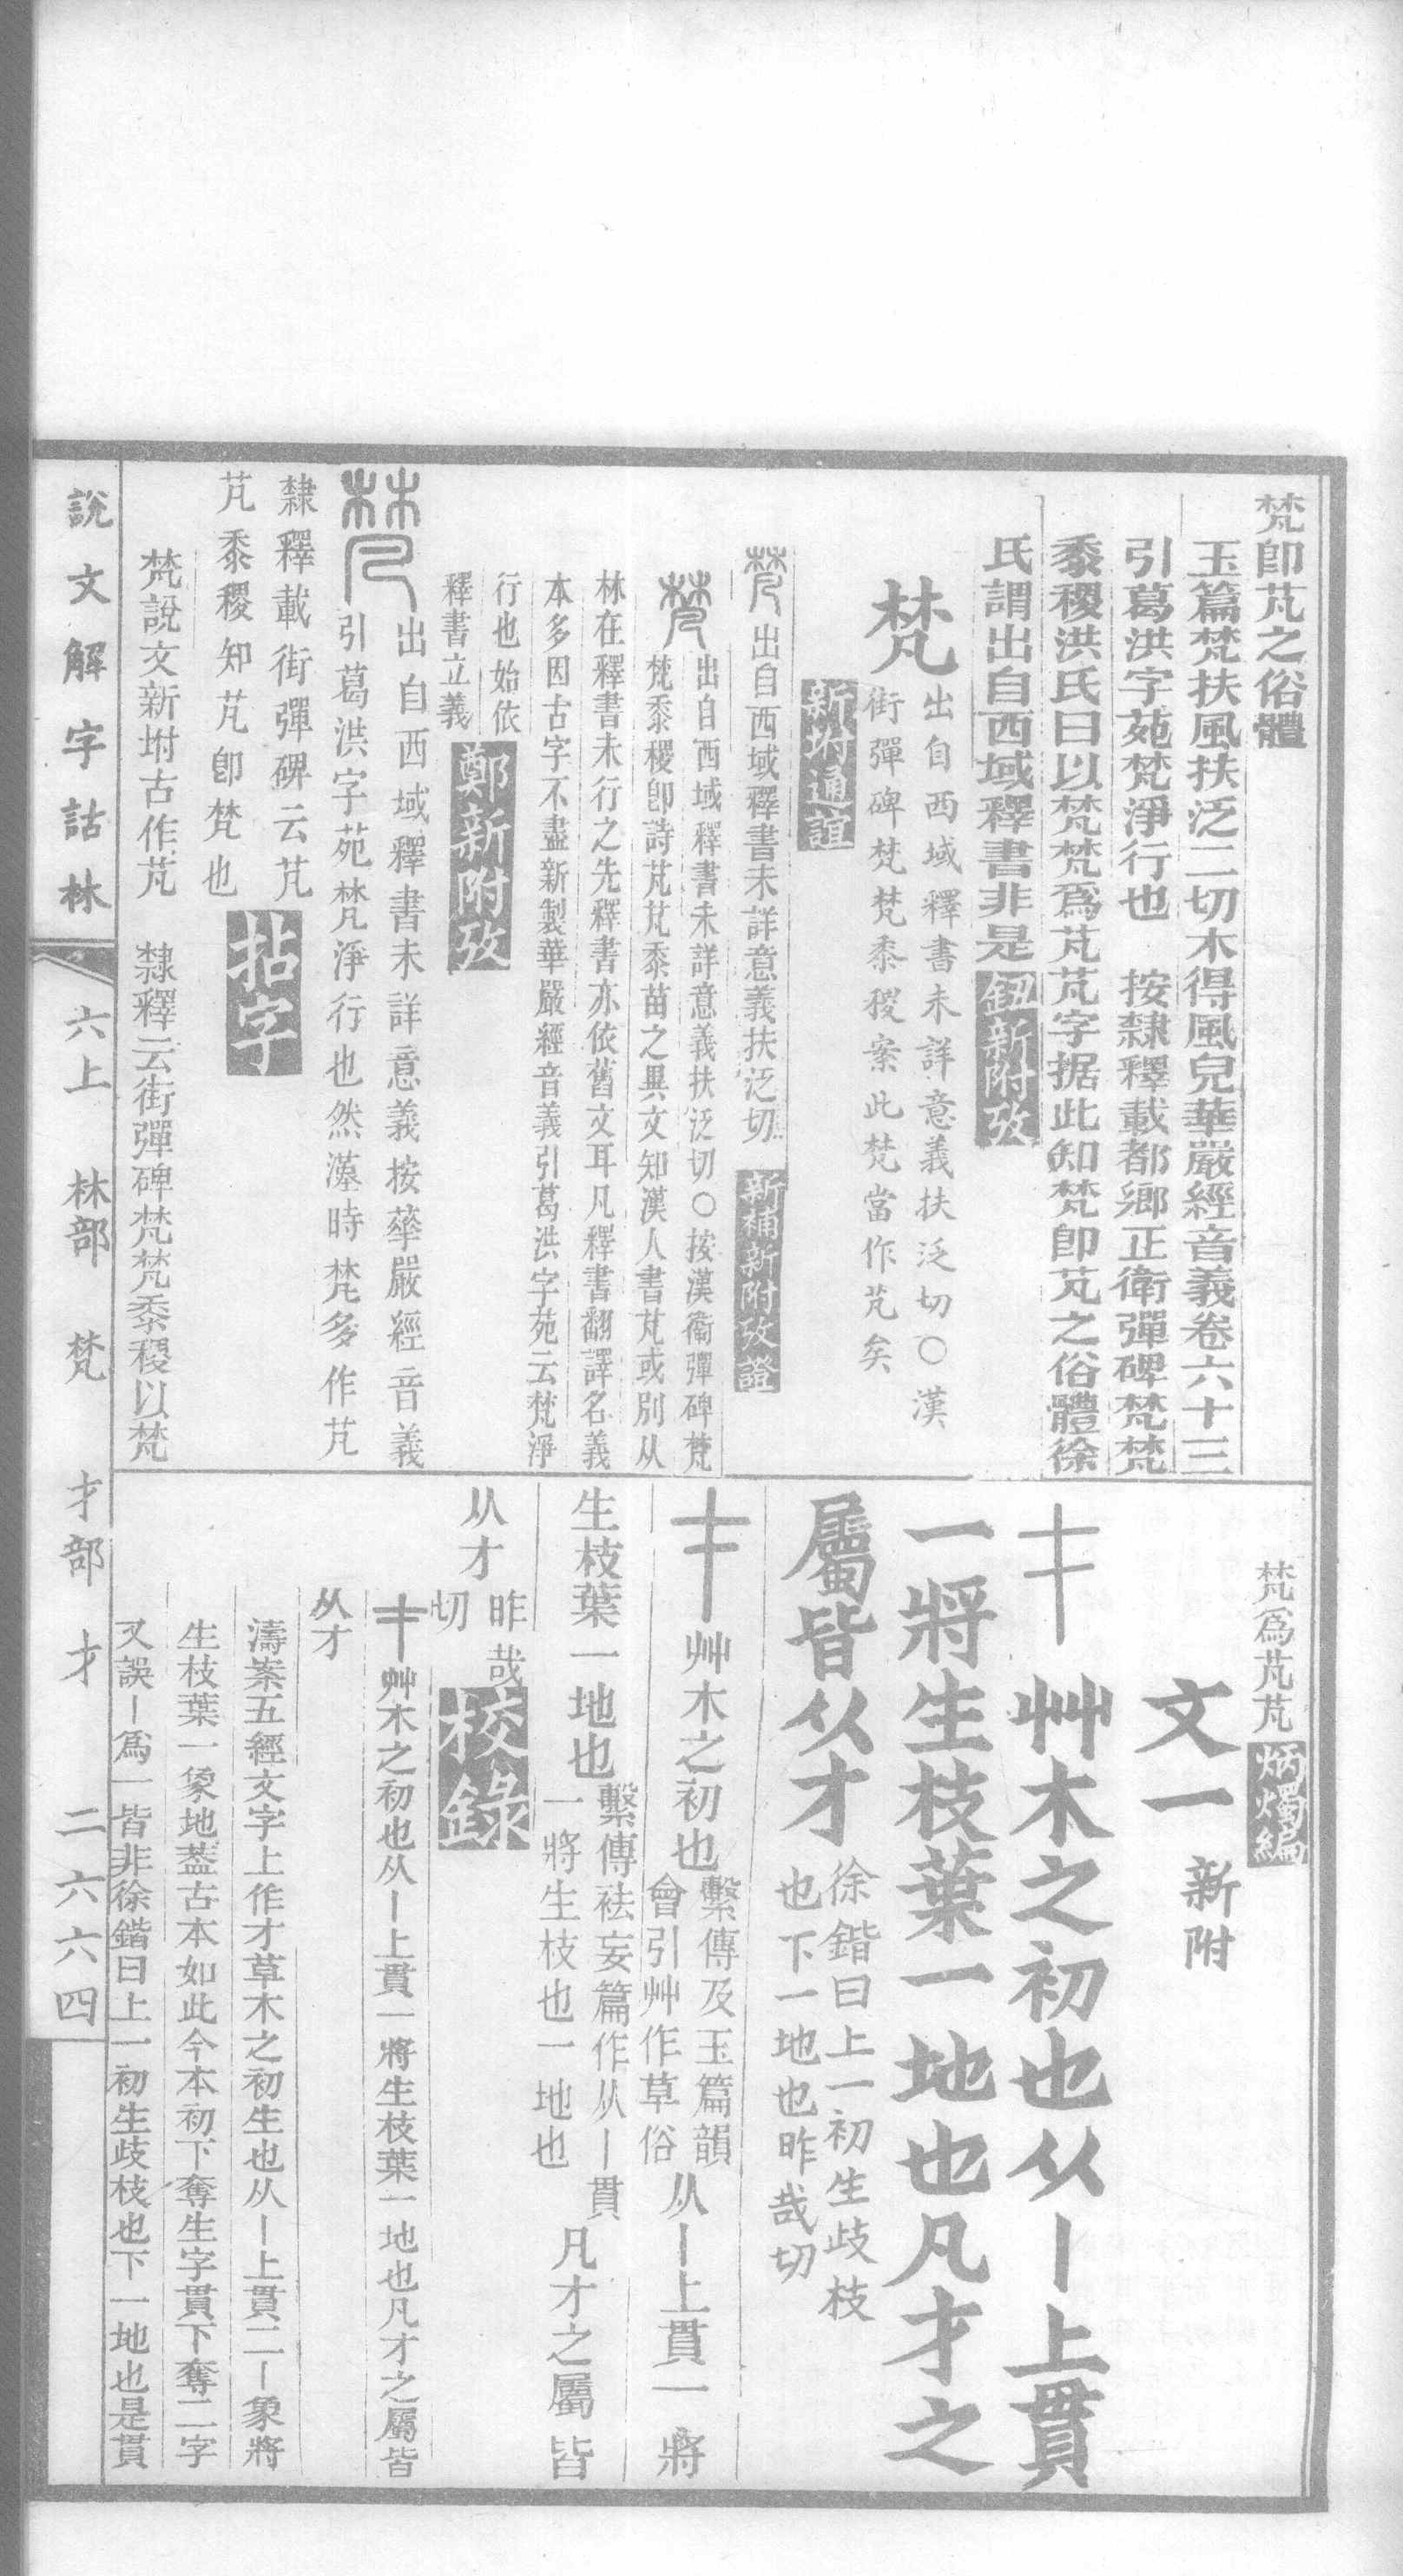 梵卽芃之俗體
玉篇梵扶風扶泛二切木得風皃華嚴經音義卷六十三
引葛洪字苑梵淨行也　按隸釋載都鄕正衛彈碑梵梵
黍稷洪氏曰以梵梵爲芃芃字据此知梵卽芃之俗體徐
氏謂出自西域釋書非是
鈕新附攷
梵
出自西域釋書未詳意義扶泛切○漢
街彈碑梵梵黍稷案此梵當作芃矣
新附通誼
梵出自西域釋書未詳意義扶泛切
新補新附攷證
梵
出自西域釋書未詳意義扶泛切○按漢衛彈碑梵
梵黍稷卽詩芃芃黍苗之異文知漢人書芃或別从
林在釋書未行之先釋書亦依舊文耳凡釋書翻譯名義
本多因古字不盡新製華嚴經音義引葛洪字苑云梵淨
行也始依
釋書立義
鄭新附攷
梵
出自西域釋書未詳意義按華嚴經音義
引葛洪字苑梵淨行也然漢時梵多作芃
隸釋載街彈碑云芃
芃黍稷知芃卽梵也
拈字
梵說文新坿古作芃　隸釋云街彈碑梵梵黍稷以梵
梵爲芃芃
炳燭編
文一新附
才艸木之初也从丨上貫
一將生枝葉一地也凡才之
屬皆从才
徐鍇曰上一初生歧枝
也下一地也昨哉切
才艸木之初也
繫傳及玉篇韻
會引艸作草俗
从丨上貫一將
生枝葉一地也
繫傳祛妄篇作从丨貫
一將生枝也一地也
凡才之屬皆
从才
昨哉
切
校錄
才艸木之初也从丨上貫一將生枝葉一地也凡才之屬皆
从才
濤案五經文字上作才草木之初生也从丨上貫二丨象將
生枝葉一象地葢古本如此今本初下奪生字貫下奪二字
又誤丨爲一皆非徐鍇曰上一初生歧枝也下一地也是貫
說文解字詁林
六上　林部　梵　才部　才
二六六四